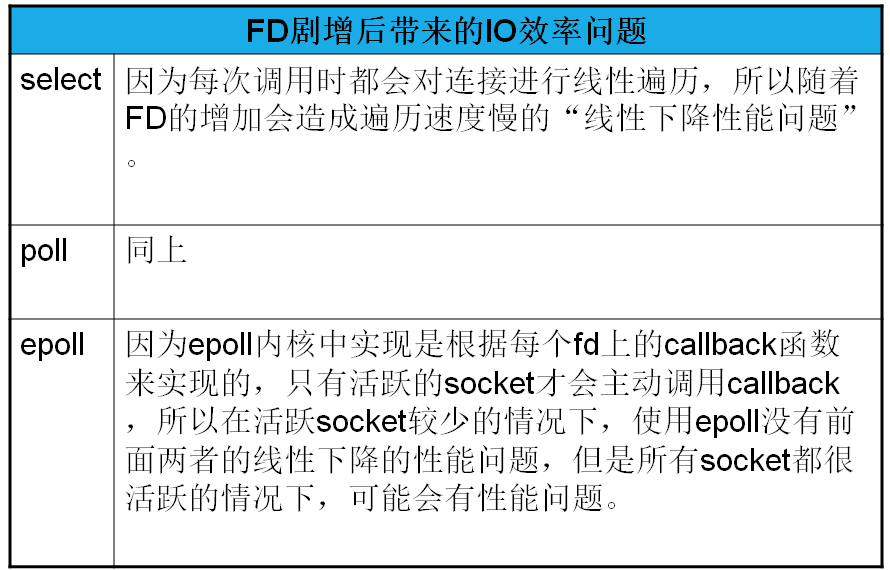 FD剧增后带来的IO效率问题
select 因为每次调用时都会对连接进行线性遍历，所以随着
FD的增加会造成遍历速度慢的“线性下降性能问题”
。
poll 同上
epoll 因为epoll内核中实现是根据每个fd上的callback函数
来实现的，只有活跃的socket才会主动调用callback
，所以在活跃socket较少的情况下，使用epoll没有前
面两者的线性下降的性能问题，但是所有socket都很
活跃的情况下，可能会有性能问题。